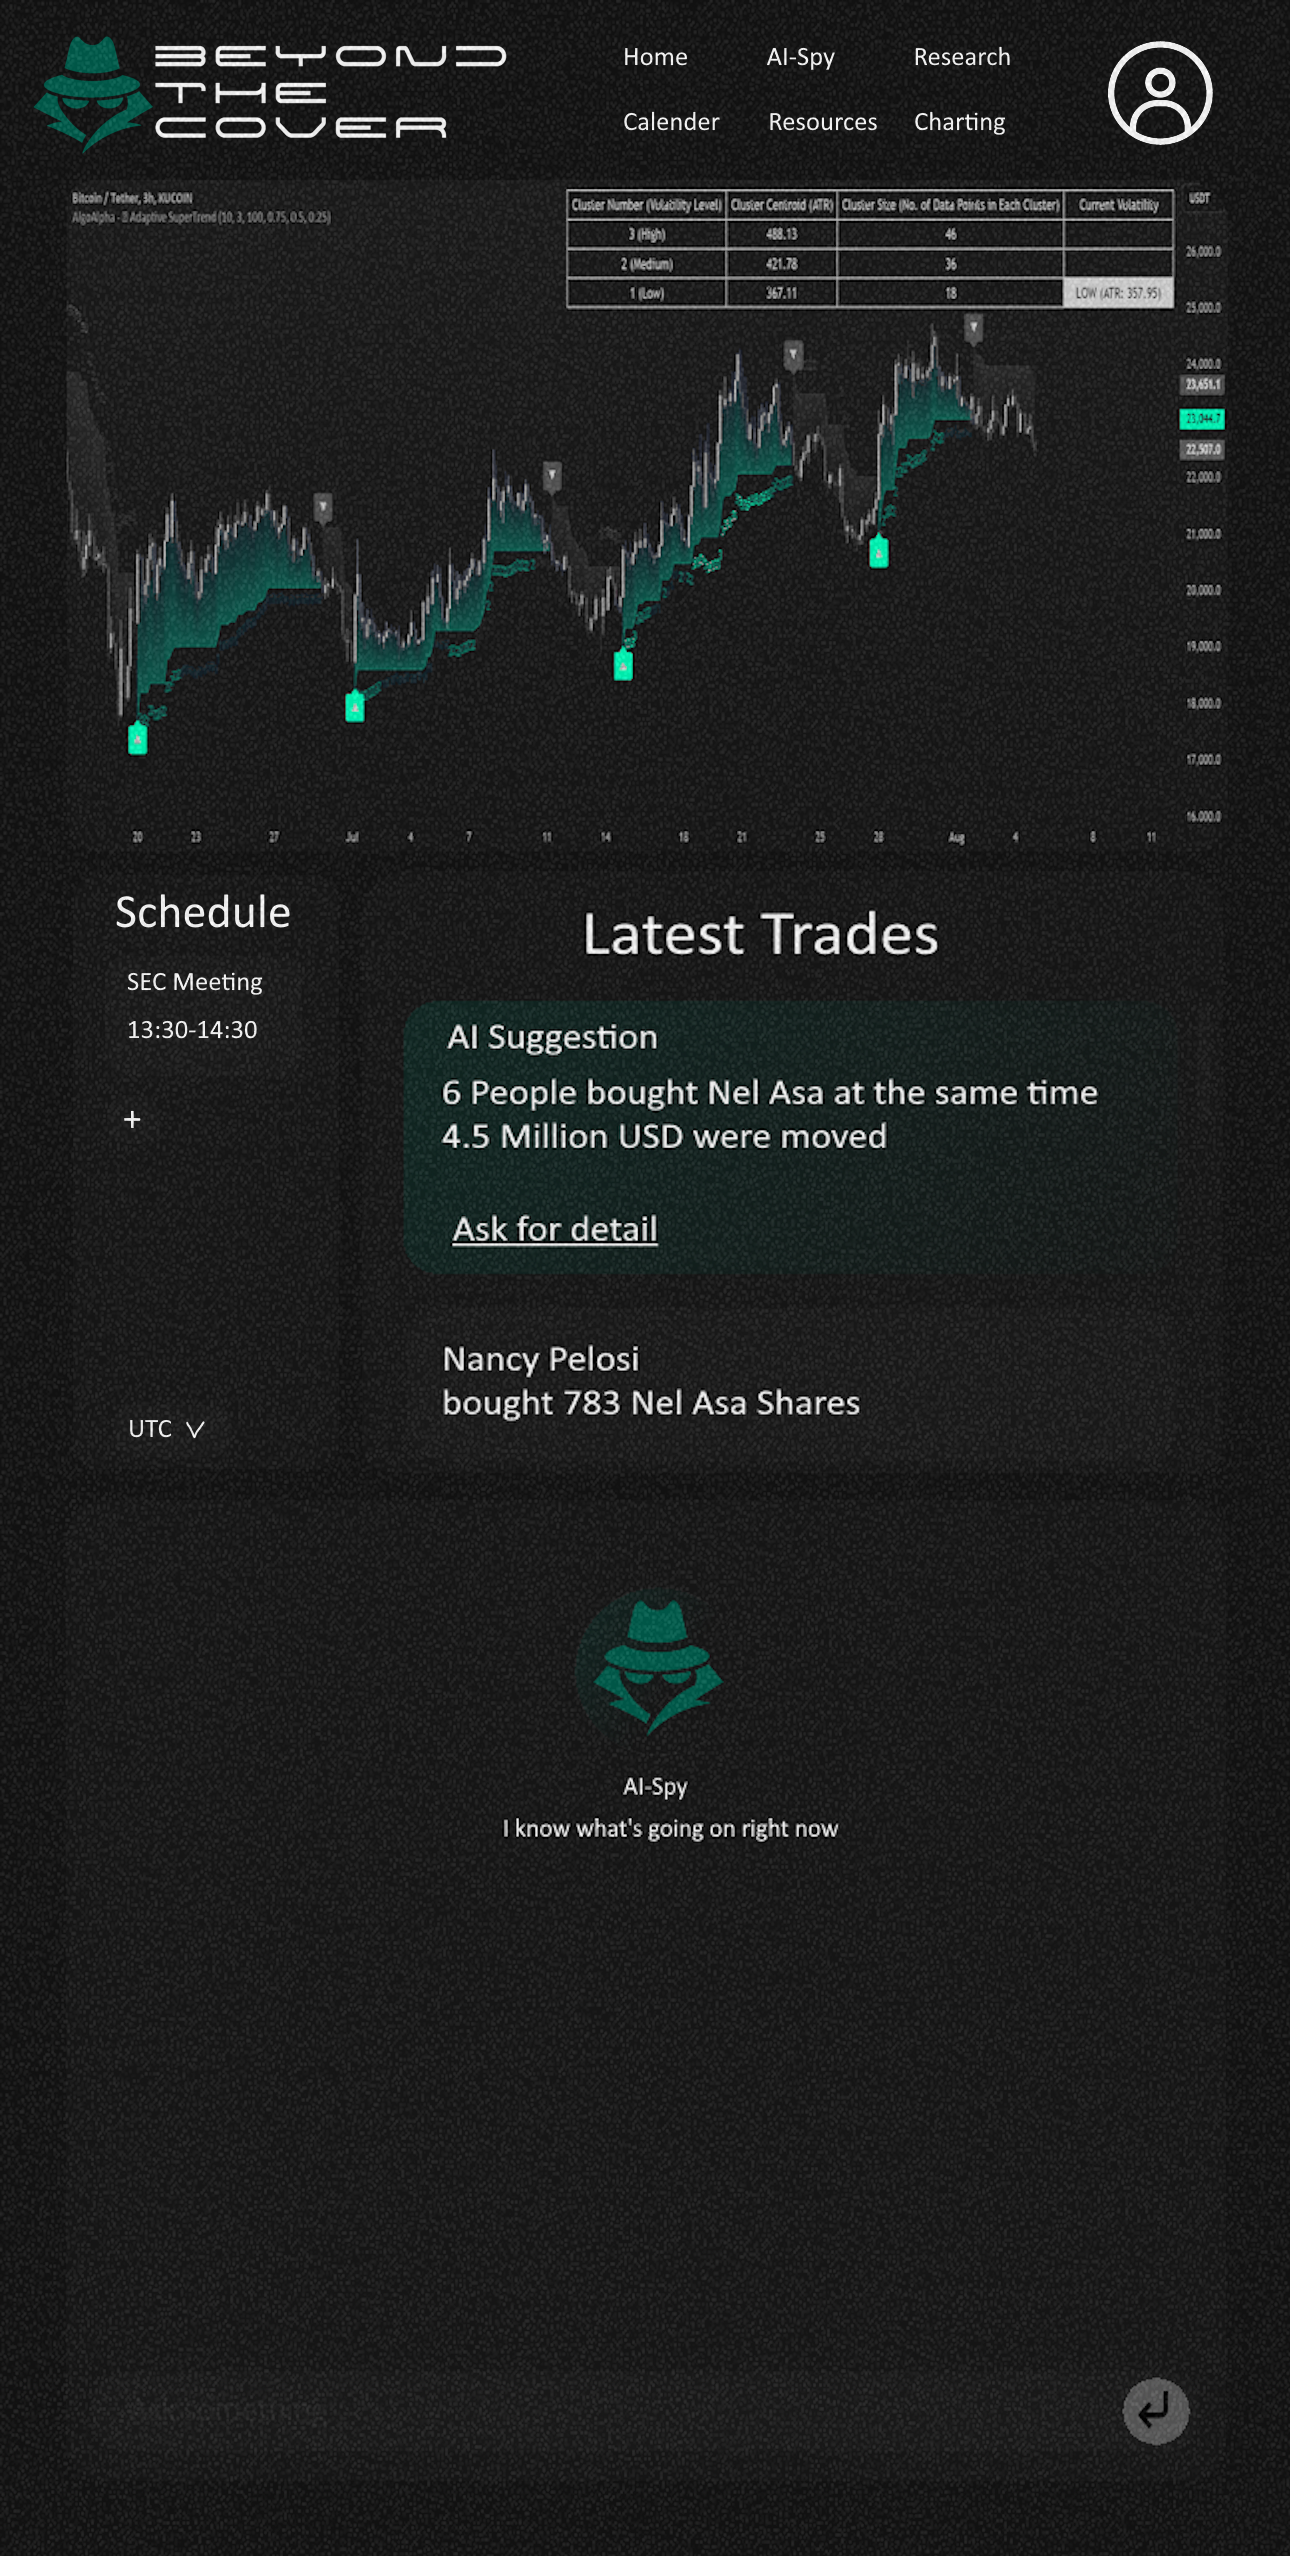 BEYOND
THE
COVER
Home AI-Spy Research
Calender Resources Charting
Bitcoin / Tether, 3h, KUCOIN
AlgoAlpha - Adaptive SuperTrend (10, 3, 100, 0.75, 0.5, 0.25)
Cluster Number (Volatility Level) Cluster Centroid (ATR) Cluster Size (No. of Data Points in Each Cluster) Current Volatility
3 (High) 488.13 46
2 (Medium) 421.78 36
1 (Low) 367.11 18 LOW (ATR: 357.95)
USDT
26,000.0
25,000.0
24,000.0
23,651.1
23,044.7
22,507.0
22,000.0
21,000.0
20,000.0
19,000.0
18,000.0
17,000.0
16,000.0
20 23 27 Jul 4 7 11 14 18 21 25 28 Aug 4 8 11
Schedule
SEC Meeting
13:30-14:30
+
UTC
Latest Trades
AI Suggestion
6 People bought Nel Asa at the same time
4.5 Million USD were moved
Ask for detail
Nancy Pelosi
bought 783 Nel Asa Shares
AI-Spy
I know what's going on right now
Ask something